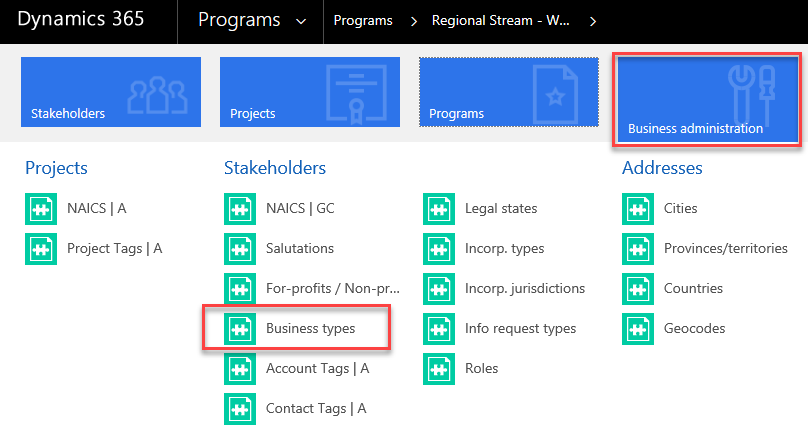 Dynamics 365
Programs
Programs
Regional Stream - W...
Stakeholders
Projects
Programs
Business administration
Projects
NAICS | A
Project Tags | A
Stakeholders
NAICS | GC
Salutations
For-profits / Non-pr...
Business types
Account Tags | A
Contact Tags | A
Legal states
Incorp. types
Incorp. jurisdictions
Info request types
Roles
Addresses
Cities
Provinces/territories
Countries
Geocodes